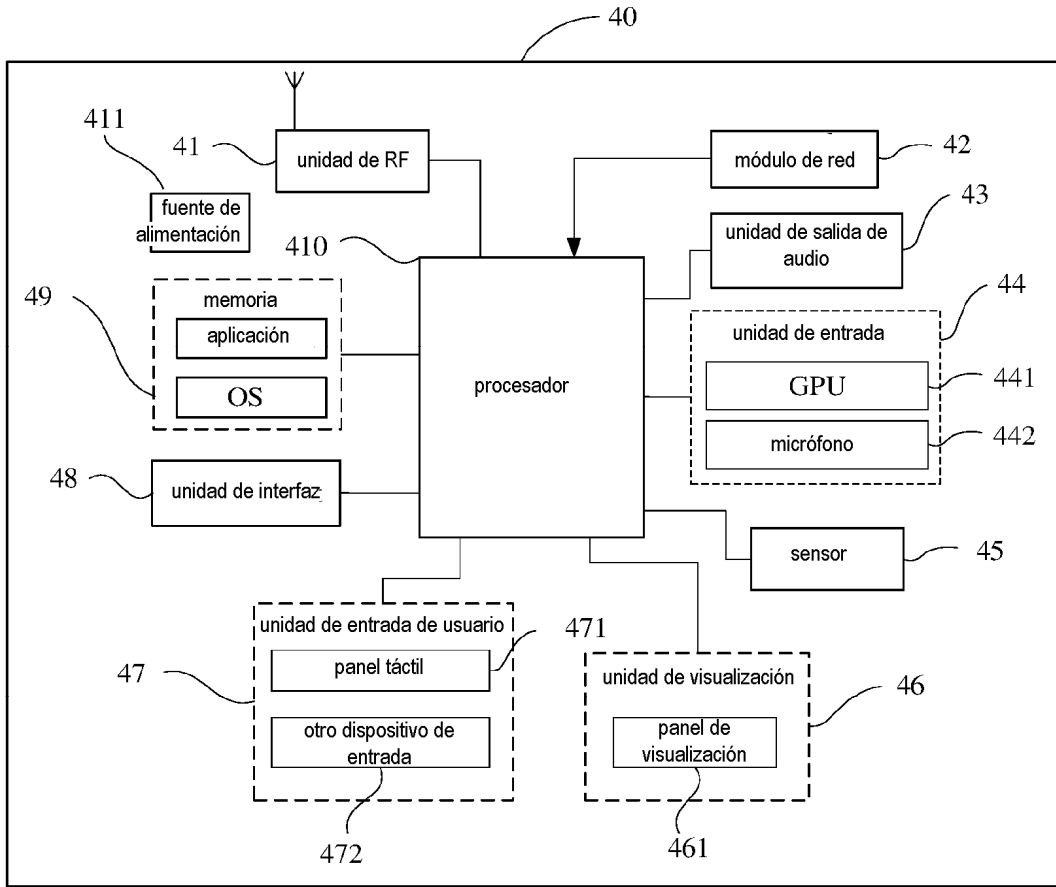 40
411
41
unidad de RF
módulo de red
42
fuente de
alimentación
43
unidad de salida de
audio
410
49
memoria
aplicación
OS
procesador
44
unidad de entrada
GPU
441
micrófono
442
48
unidad de interfaz
sensor
45
unidad de entrada de usuario
471
47
panel táctil
otro dispositivo de
entrada
472
unidad de visualización
46
panel de
visualización
461